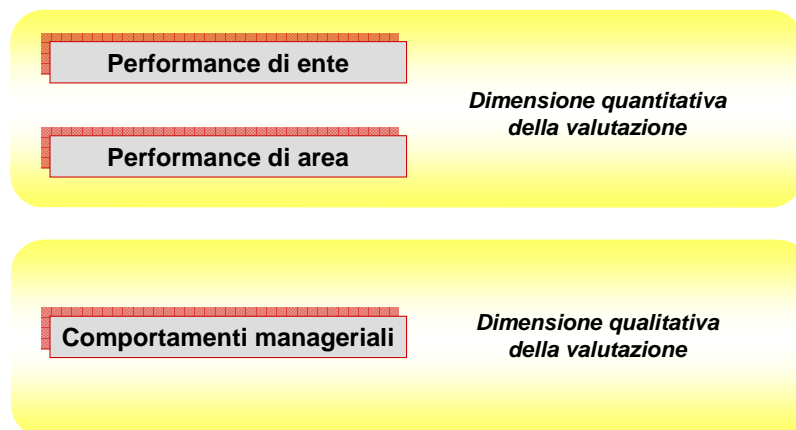 Performance di ente
Dimensione quantitativa
della valutazione
Performance di area
Comportamenti manageriali
Dimensione qualitativa
della valutazione